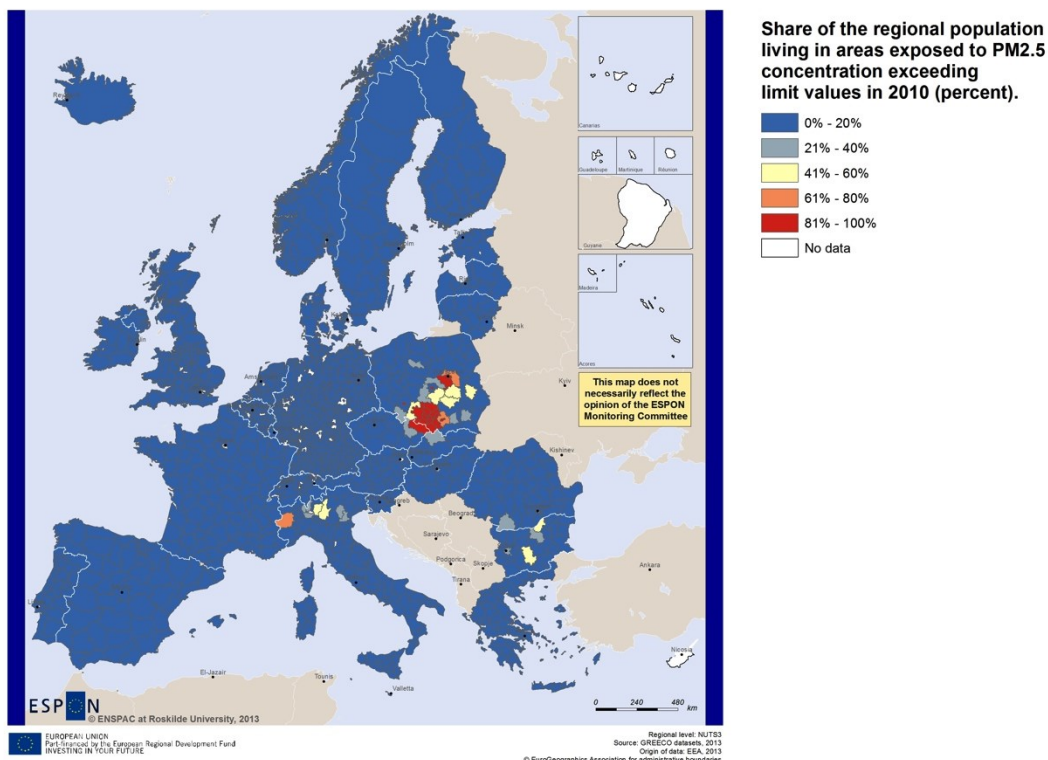 Share of the regional population
living in areas exposed to PM2.5
concentration exceeding
limit values in 2010 (percent).
0% - 20%
21% - 40%
41% - 60%
61% - 80%
81% - 100%
No data
Canarias
Guadeloupe
Martinique
Réunion
Guyane
Madeira
Acores
This map does not
necessarily reflect the
opinion of the ESPON
Monitoring Committee
Minsk
Kyiv
Kishinev
Beograd
Sarajevo
Podgorica
Skopje
Tirana
Ankara
Nicosia
El-Jazair
Tounis
Valletta
0 240 480
km
ESPON
© ENSPAC at Roskilde University, 2013
EUROPEAN UNION
Part-financed by the European Regional Development Fund
INVESTING IN YOUR FUTURE
Regional level: NUTS3
Source: GREECO datasets, 2013
Origin of data: EEA, 2013
© EuroGeographics Association for administrative boundaries